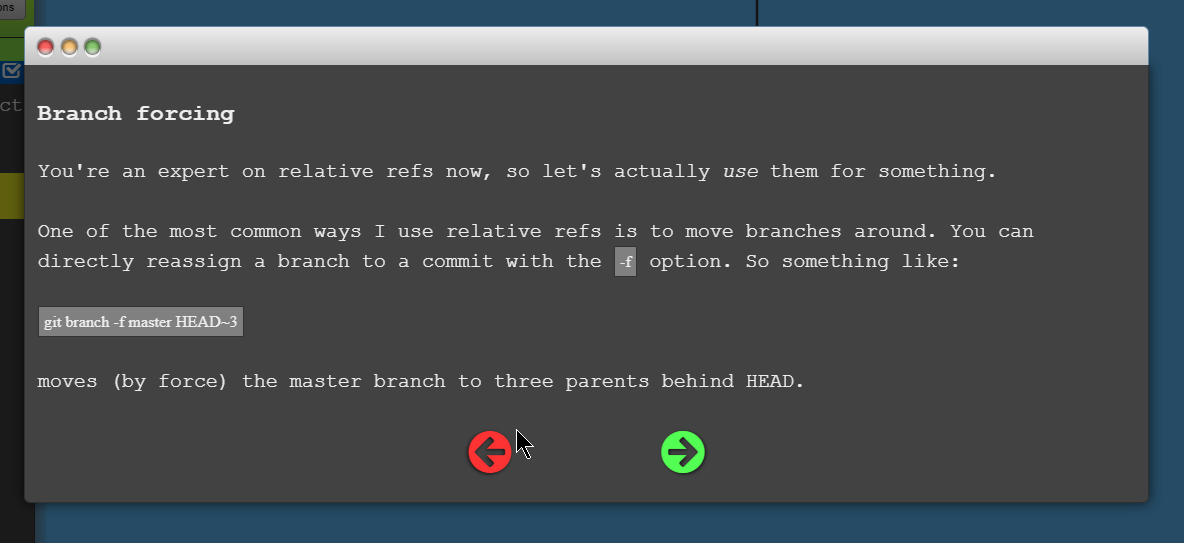 ons
ct
Branch forcing
You're an expert on relative refs now, so let's actually use them for something.
One of the most common ways I use relative refs is to move branches around. You can
directly reassign a branch to a commit with the -f option. So something like:
git branch -f master HEAD~3
moves (by force) the master branch to three parents behind HEAD.